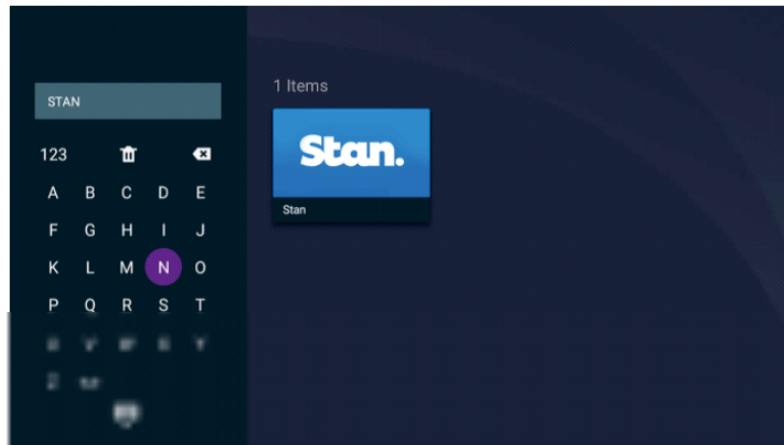 STAN
123
A B C D E
F G H I J
K L M N O
P Q R S T
1 Items
Stan.
Stan